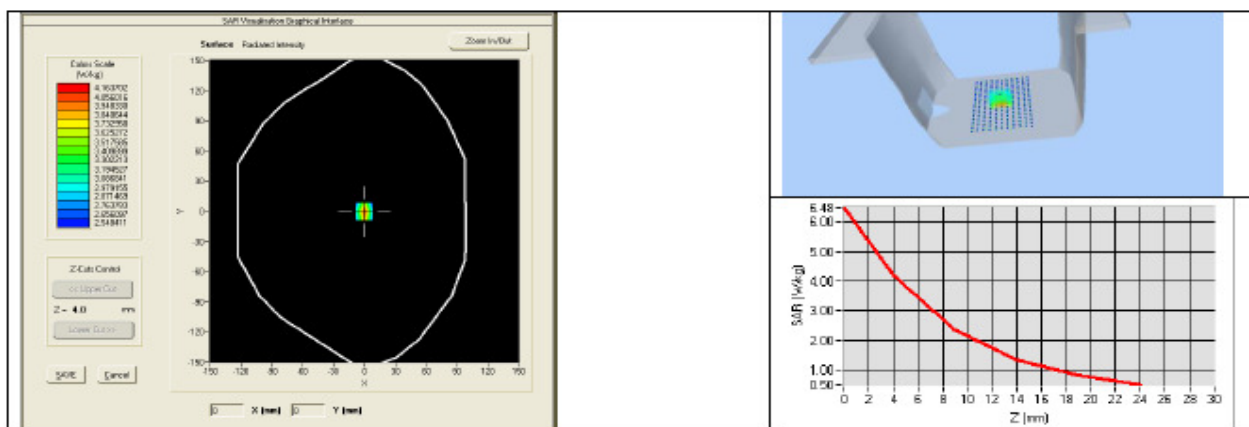 SAR Visualisation Graphical Interface
Surface Radiated Intensity
Zoom In/Out
Colors Scale
(W/kg)
4.163702
4.056016
3.948330
3.840644
3.732958
3.625272
3.517585
3.409899
3.302213
3.194527
3.086841
2.979155
2.871469
2.763783
2.656097
2.548411
150
120
90
60
30
0
-30
-60
-90
-120
-150
Y
-150 -120 -90 -60 -30 0 30 60 90 120 150
X
Z-Cuts Control
<< Upper Cut
Z = 4.0 mm
Lower Cut >>
SAVE Cancel
0 X (mm) 0 Y (mm)
6.48
6.00
5.00
4.00
3.00
2.00
1.00
0.50
SAR (W/kg)
0 2 4 6 8 10 12 14 16 18 20 22 24 26 28 30
Z (mm)